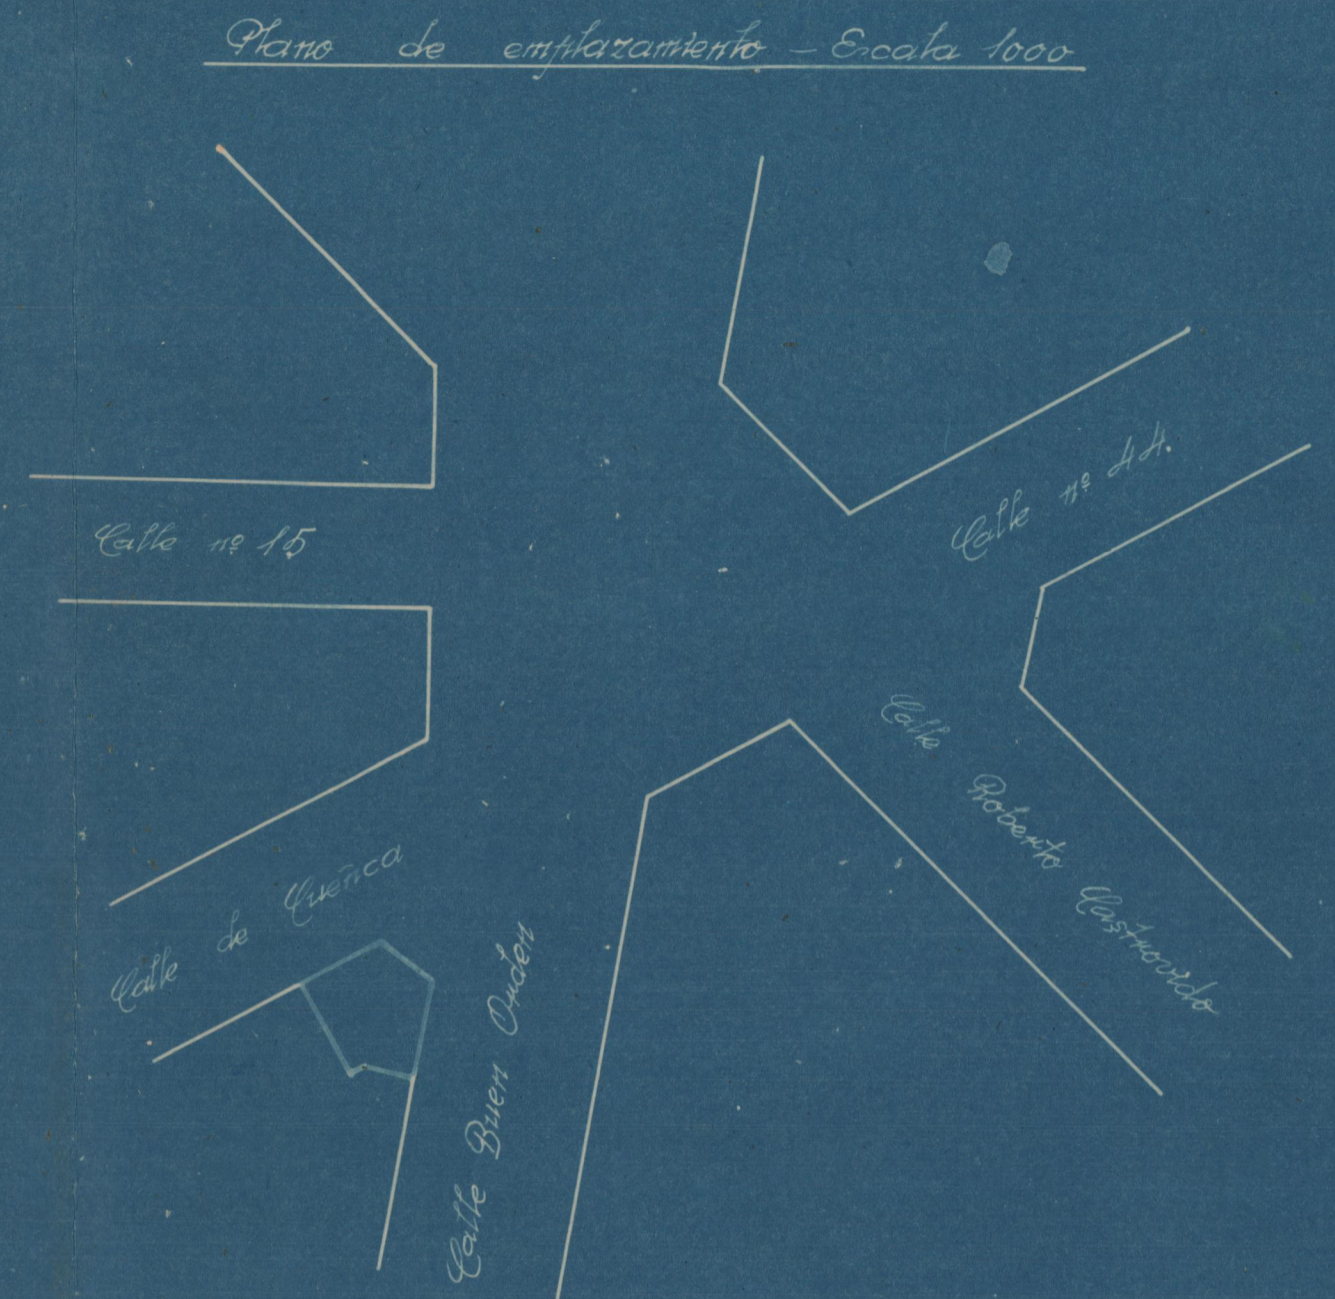 Plano de emplazamiento - Escala 1000
Calle nº 44.
Calle nº 15
Calle Roberto Castrovido
Calle de Cuenca
Calle Buen Orden